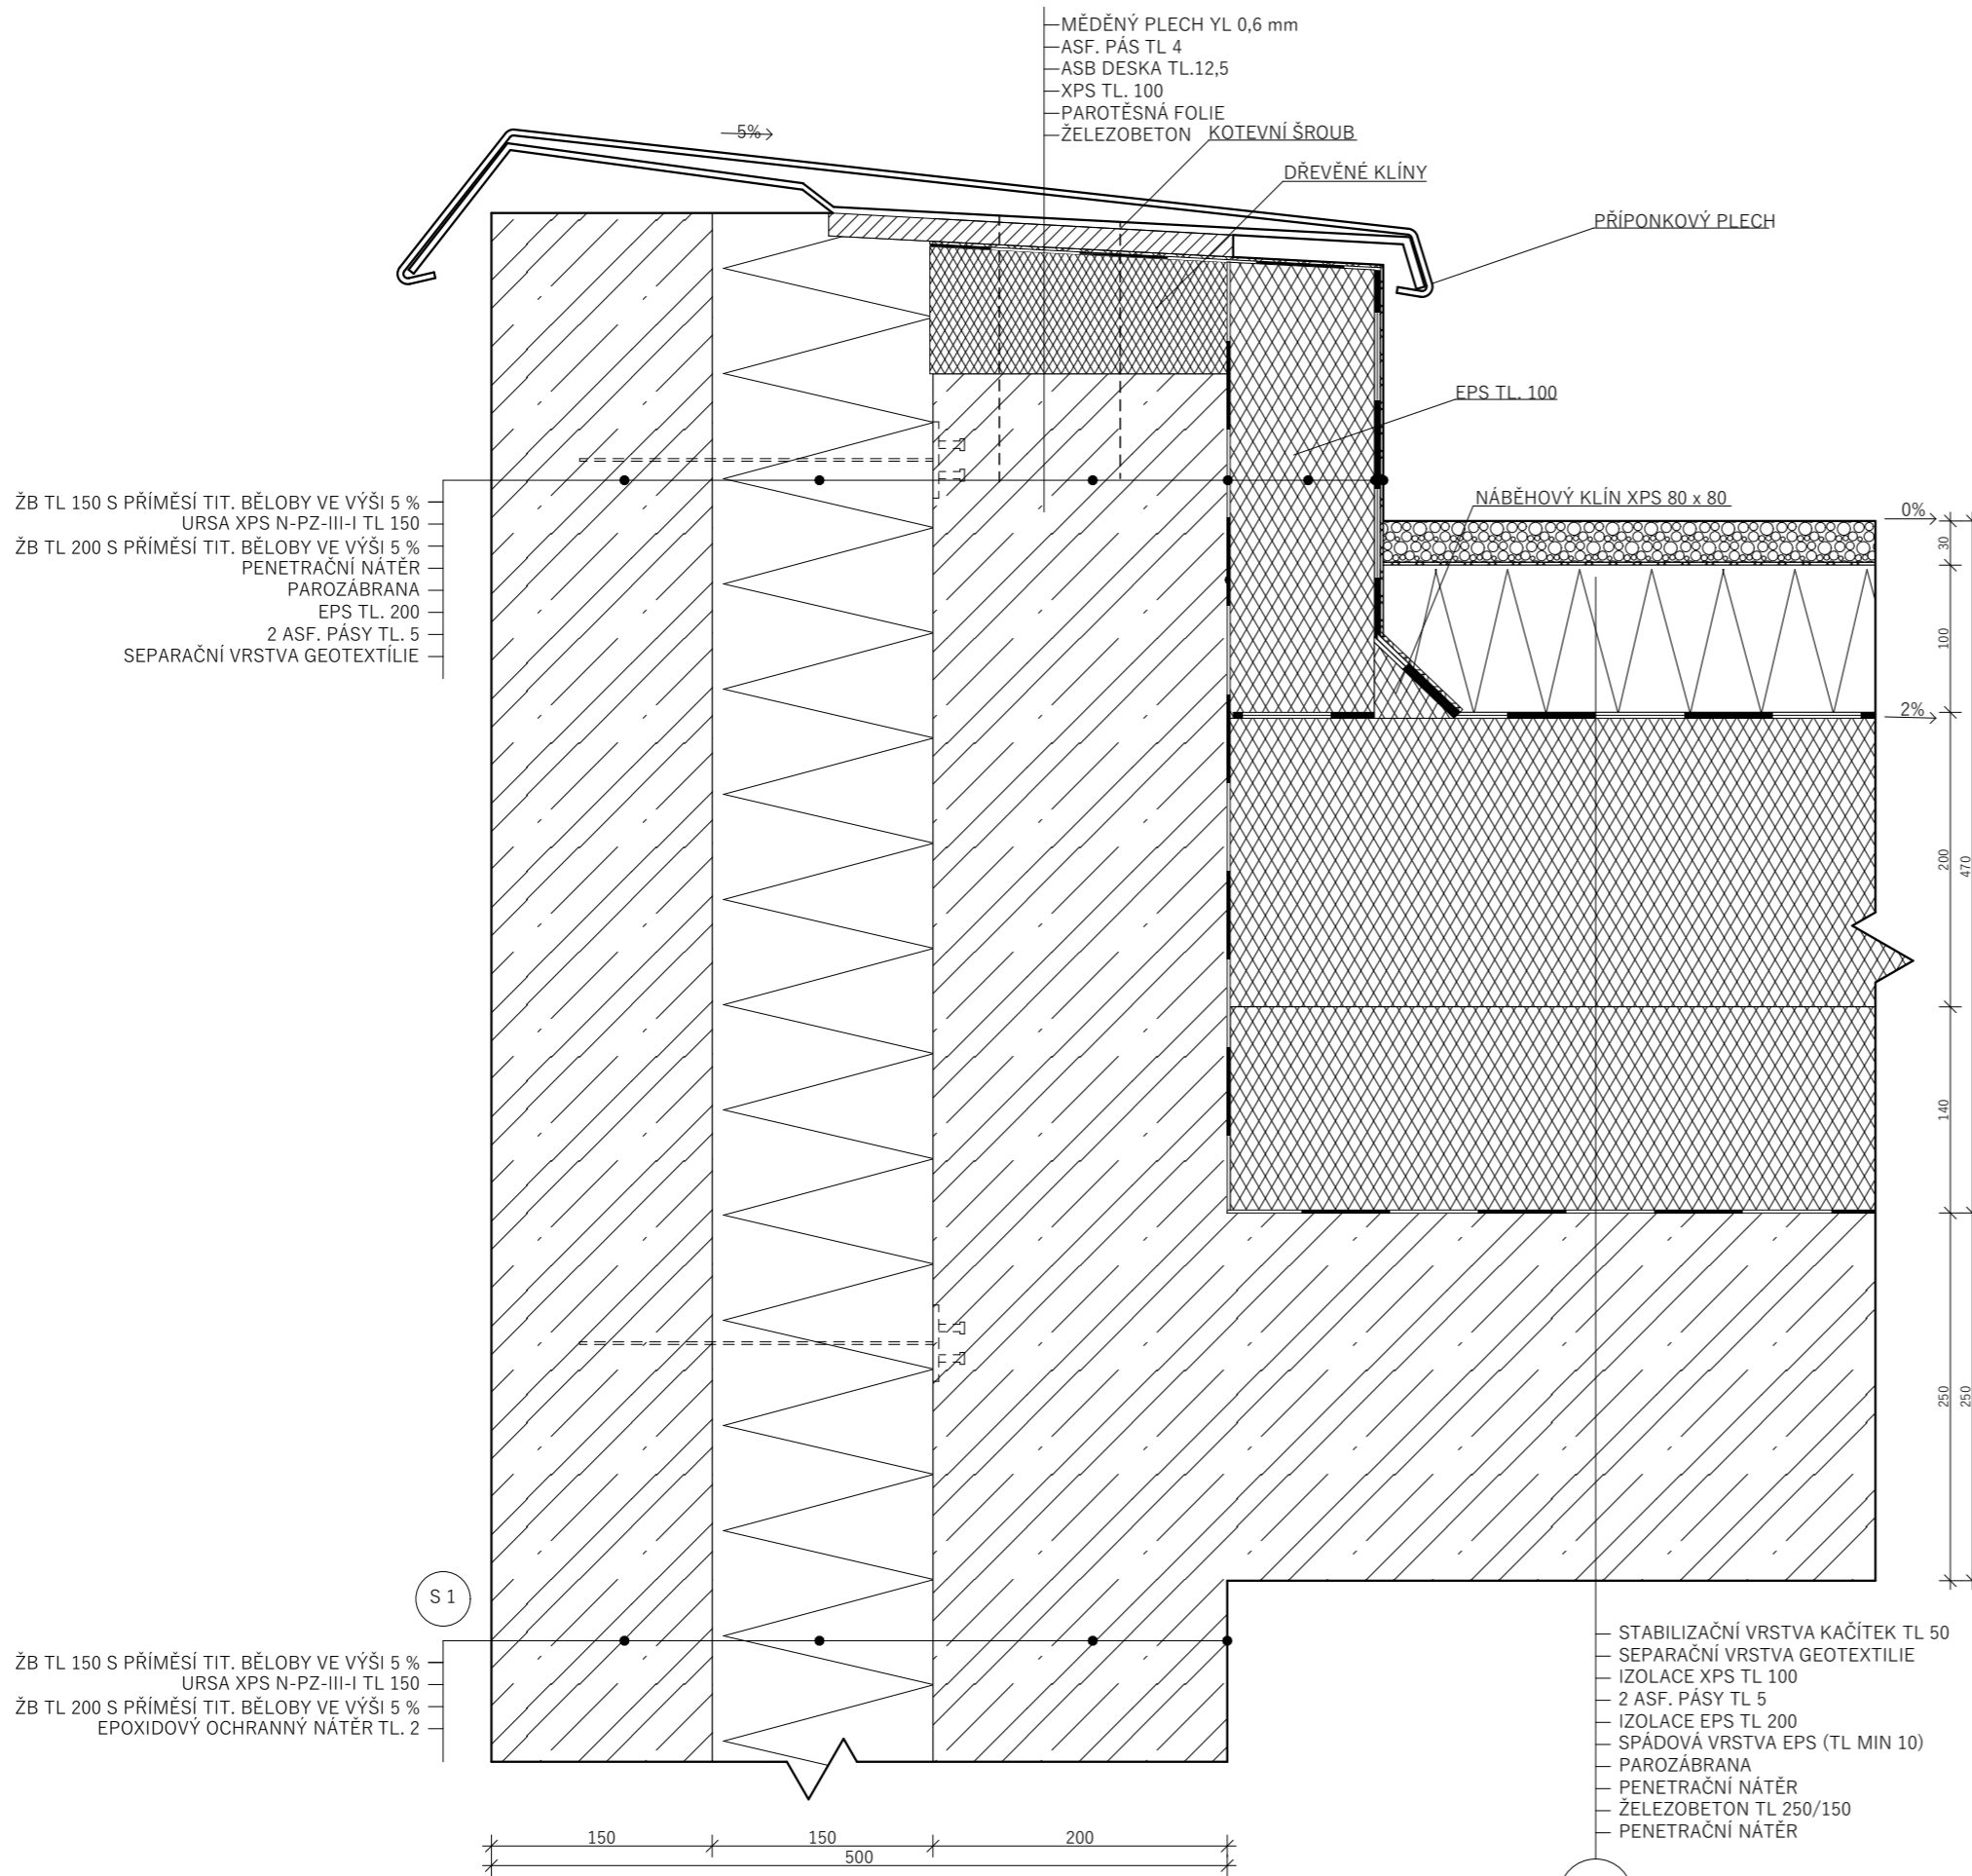 MĚDĚNÝ PLECH YL 0,6 mm
ASF. PÁS TL 4
ASB DESKA TL.12,5
XPS TL. 100
PAROTĚSNÁ FOLIE
ŽELEZOBETON
KOTEVNÍ ŠROUB
5%
DŘEVĚNÉ KLÍNY
PŘÍPONKOVÝ PLECH
EPS TL. 100
NÁBĚHOVÝ KLÍN XPS 80 x 80
0%
ŽB TL 150 S PŘÍMĚSÍ TIT. BĚLOBY VE VÝŠI 5 %
URSA XPS N-PZ-III-I TL 150
ŽB TL 200 S PŘÍMĚSÍ TIT. BĚLOBY VE VÝŠI 5 %
PENETRAČNÍ NÁTĚR
PAROZÁBRANA
EPS TL. 200
2 ASF. PÁSY TL. 5
SEPARAČNÍ VRSTVA GEOTEXTÍLIE
30
100
2%
200
470
140
250
250
S 1
ŽB TL 150 S PŘÍMĚSÍ TIT. BĚLOBY VE VÝŠI 5 %
URSA XPS N-PZ-III-I TL 150
ŽB TL 200 S PŘÍMĚSÍ TIT. BĚLOBY VE VÝŠI 5 %
EPOXIDOVÝ OCHRANNÝ NÁTĚR TL. 2
STABILIZAČNÍ VRSTVA KAČÍTEK TL 50
SEPARAČNÍ VRSTVA GEOTEXTILIE
IZOLACE XPS TL 100
2 ASF. PÁSY TL 5
IZOLACE EPS TL 200
SPÁDOVÁ VRSTVA EPS (TL MIN 10)
PAROZÁBRANA
PENETRAČNÍ NÁTĚR
ŽELEZOBETON TL 250/150
PENETRAČNÍ NÁTĚR
150
150
200
500